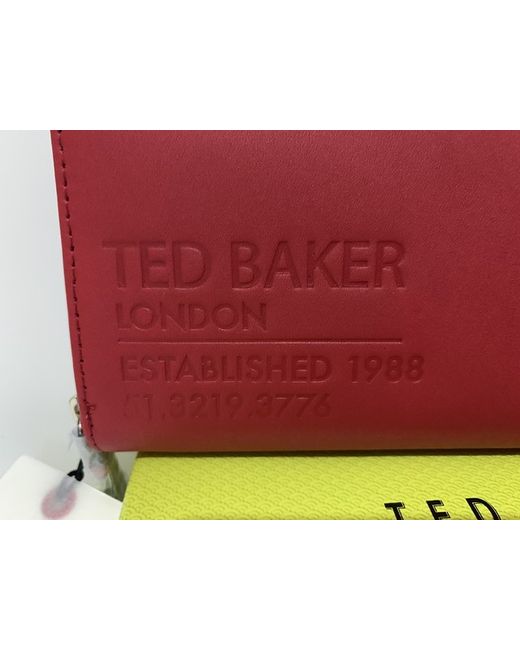 TED BAKER
LONDON
ESTABLISHED 1988
51.3219.3776
TED